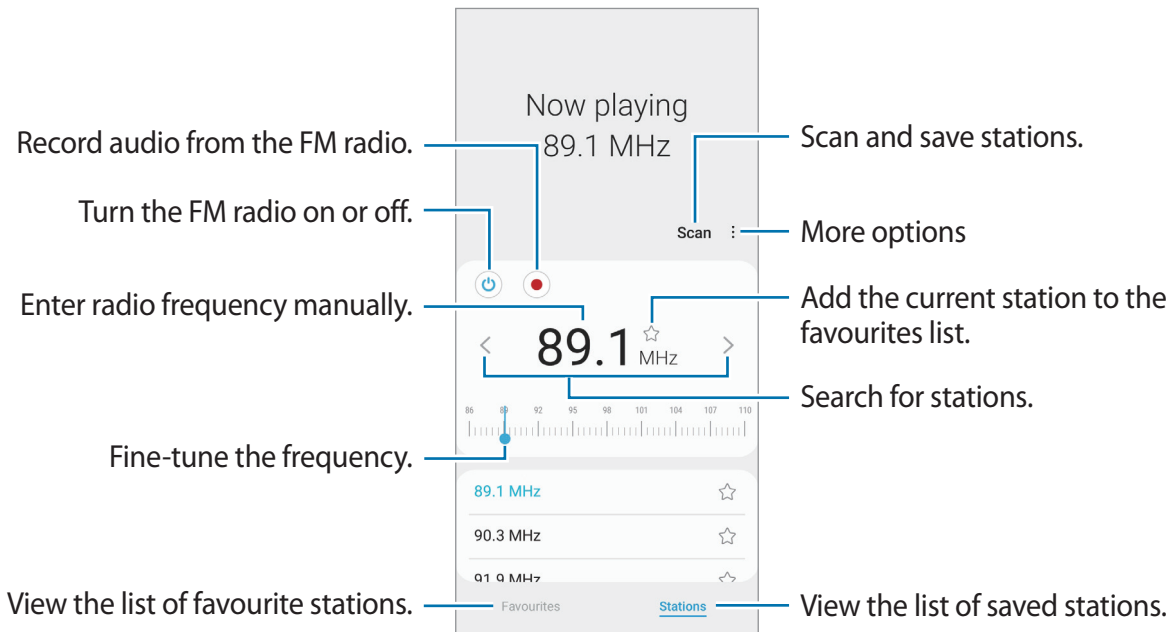 Now playing
89.1 MHz
Record audio from the FM radio.
Scan and save stations.
Turn the FM radio on or off.
Scan
More options
Enter radio frequency manually.
Add the current station to the
favourites list.
89.1 MHz
Search for stations.
86 89 92 95 98 101 104 107 110
Fine-tune the frequency.
89.1 MHz
90.3 MHz
91.9 MHz
View the list of favourite stations.
Favourites
Stations
View the list of saved stations.